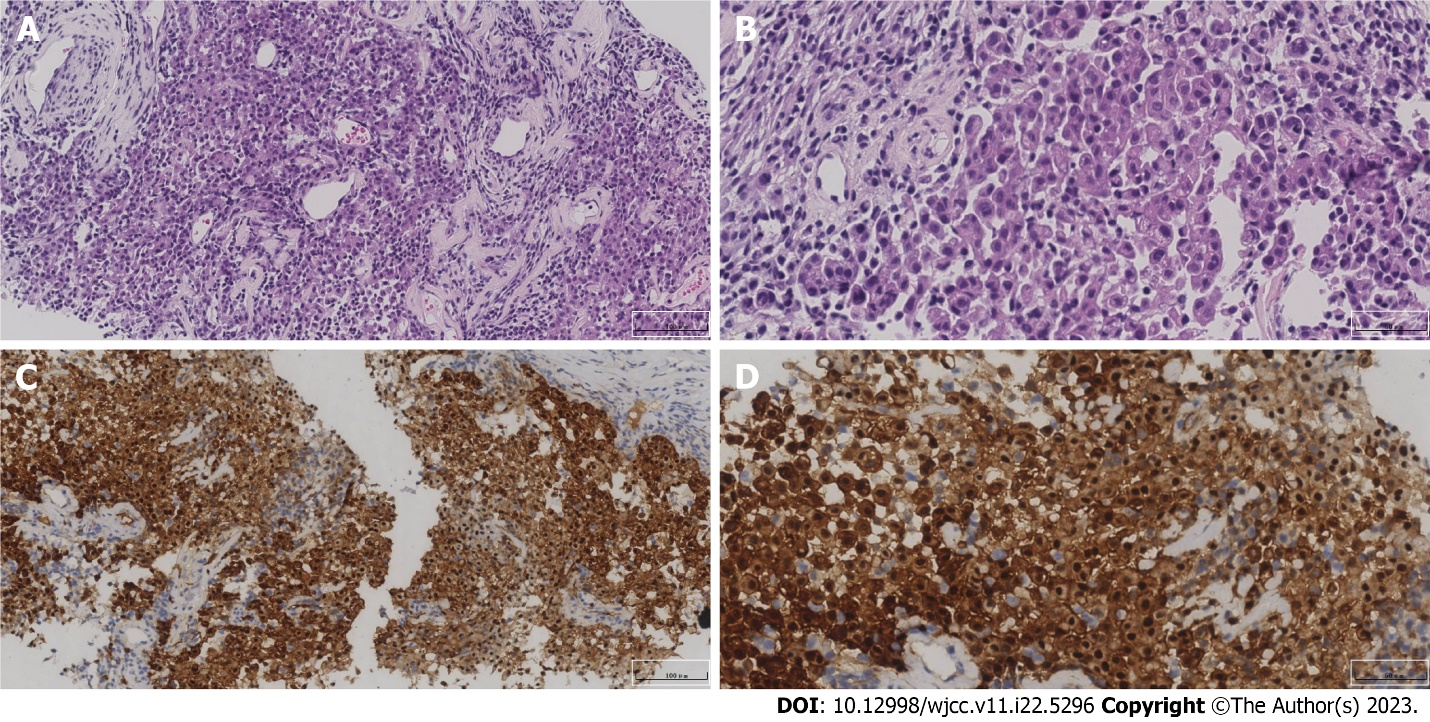 A
B
C
D
100 μm
DOI: 10.12998/wjcc.v11.i22.5296 Copyright ©The Author(s) 2023.